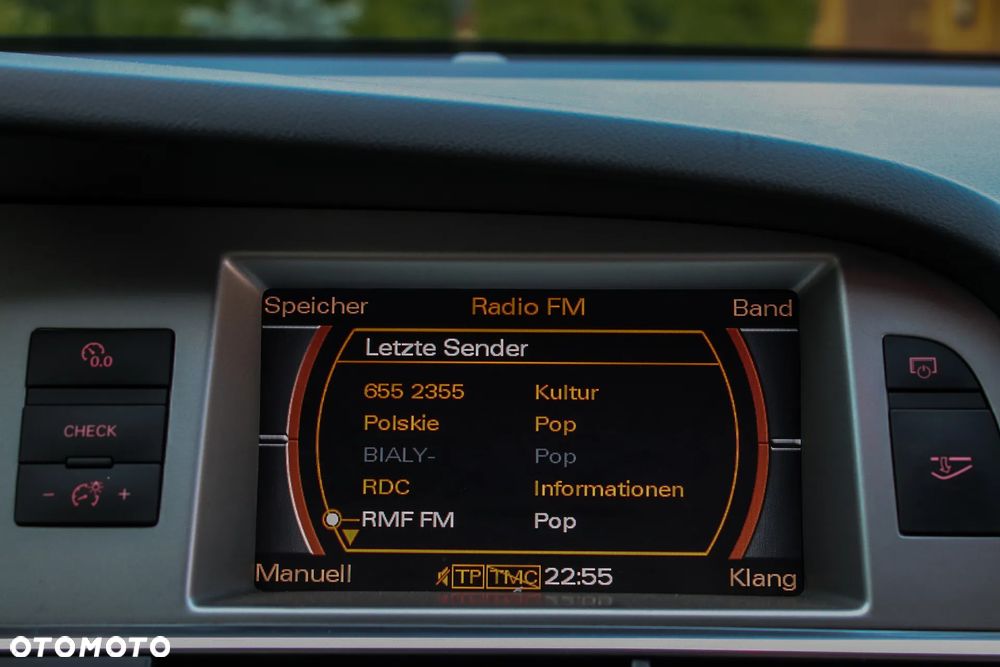 Speicher Radio FM Band
Letzte Sender
655 2355 Kultur
Polskie Pop
BIALY- Pop
RDC Informationen
RMF FM Pop
Manuell TP TMC 22:55 Klang
0.0
CHECK
- +
OTOMOTO